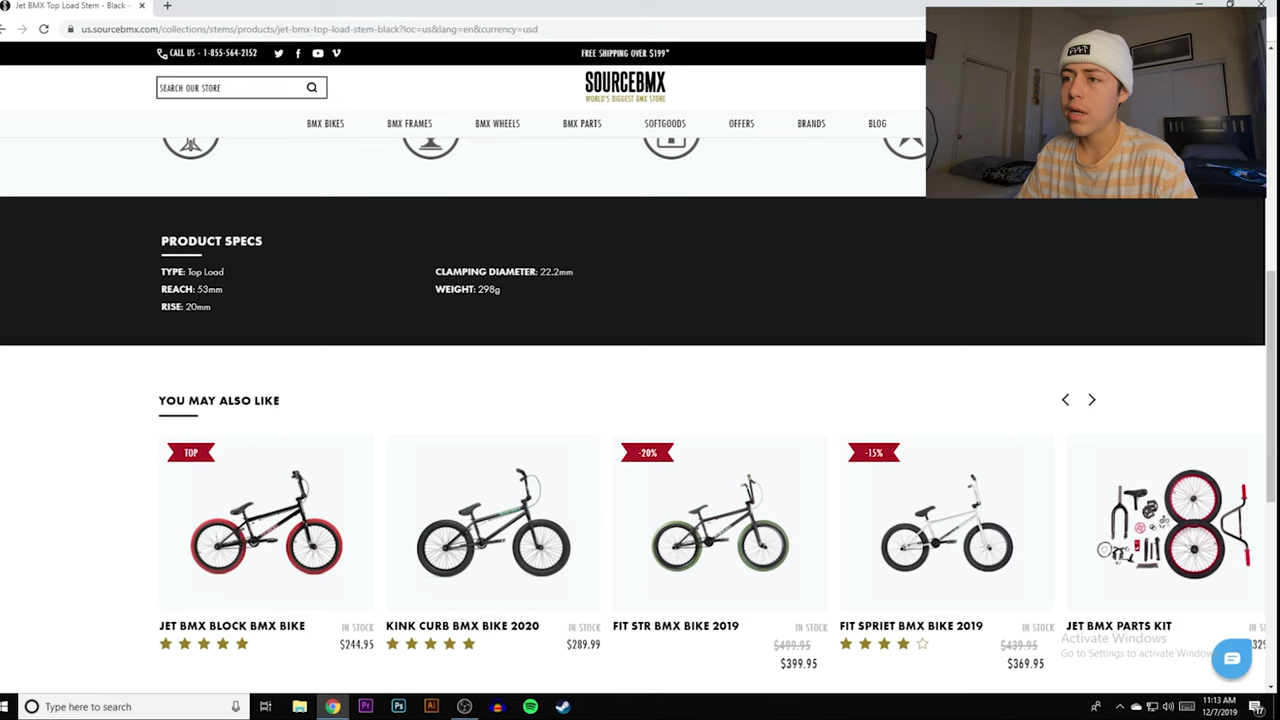 Jet BMX Top Load Stem - Black -
us.sourcebmx.com/collections/stems/products/jet-bmx-top-load-stem-black?loc=us&lang=en&currency=usd
CALL US - 1-855-564-2152
FREE SHIPPING OVER $199*
SEARCH OUR STORE
SOURCEBMX
WORLD'S BIGGEST BMX STORE
BMX BIKES BMX FRAMES BMX WHEELS BMX PARTS SOFTGOODS OFFERS BRANDS BLOG
CULT
PRODUCT SPECS
TYPE: Top Load CLAMPING DIAMETER: 22.2mm
REACH: 53mm WEIGHT: 298g
RISE: 20mm
YOU MAY ALSO LIKE
TOP -20% -15%
JET BMX BLOCK BMX BIKE IN STOCK KINK CURB BMX BIKE 2020 IN STOCK FIT STR BMX BIKE 2019 IN STOCK FIT SPRIET BMX BIKE 2019 IN STOCK JET BMX PARTS KIT
$244.95 $289.99 $499.95 $439.95
$399.95 $369.95
Activate Windows
Go to Settings to activate Windows
Type here to search
Pr Ps Ai
11:13 AM
12/7/2019
17